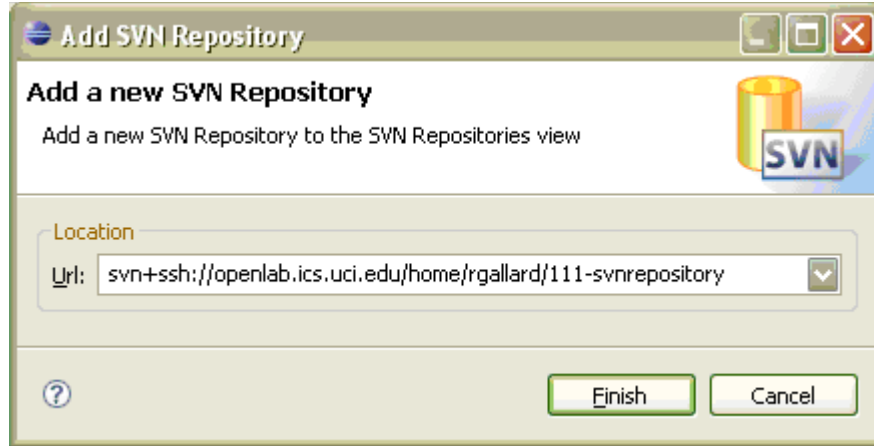 Add SVN Repository
Add a new SVN Repository
Add a new SVN Repository to the SVN Repositories view
SVN
Location
Url: svn+ssh://openlab.ics.uci.edu/home/rgallard/111-svnrepository
?
Finish Cancel